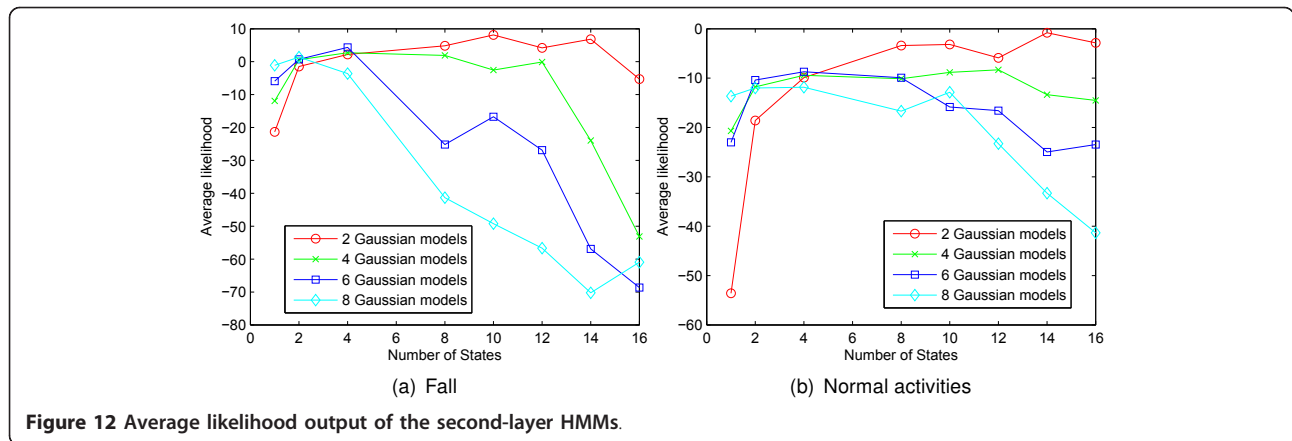 10
0
−10
−20
−30
−40
−50
−60
−70
−80
Average likelihood
2 Gaussian models
4 Gaussian models
6 Gaussian models
8 Gaussian models
0 2 4 6 8 10 12 14 16
Number of States
(a) Fall
0
−10
−20
−30
−40
−50
−60
Average likelihood
2 Gaussian models
4 Gaussian models
6 Gaussian models
8 Gaussian models
0 2 4 6 8 10 12 14 16
Number of States
(b) Normal activities
Figure 12 Average likelihood output of the second-layer HMMs.